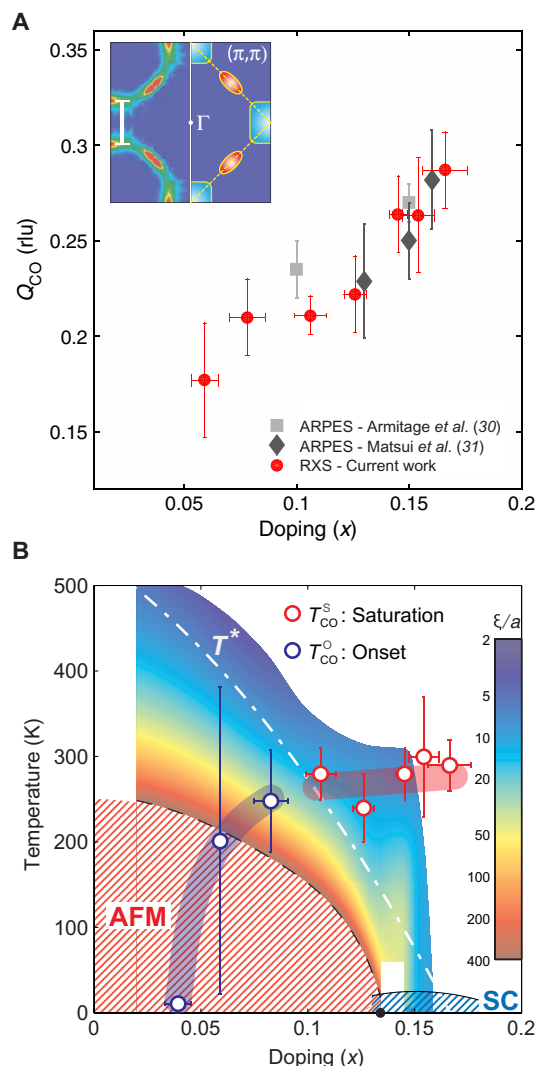 A
0.35
0.3
0.25
0.2
0.15
Q_CO (rlu)
(π,π)
Γ
ARPES - Armitage et al. (30)
ARPES - Matsui et al. (31)
RXS - Current work
0.05
0.1
0.15
0.2
Doping (x)
B
500
400
300
200
100
0
Temperature (K)
T*
T_CO^S : Saturation
T_CO^O : Onset
ξ/a
2
5
10
20
50
100
200
400
AFM
SC
0
0.05
0.1
0.15
0.2
Doping (x)